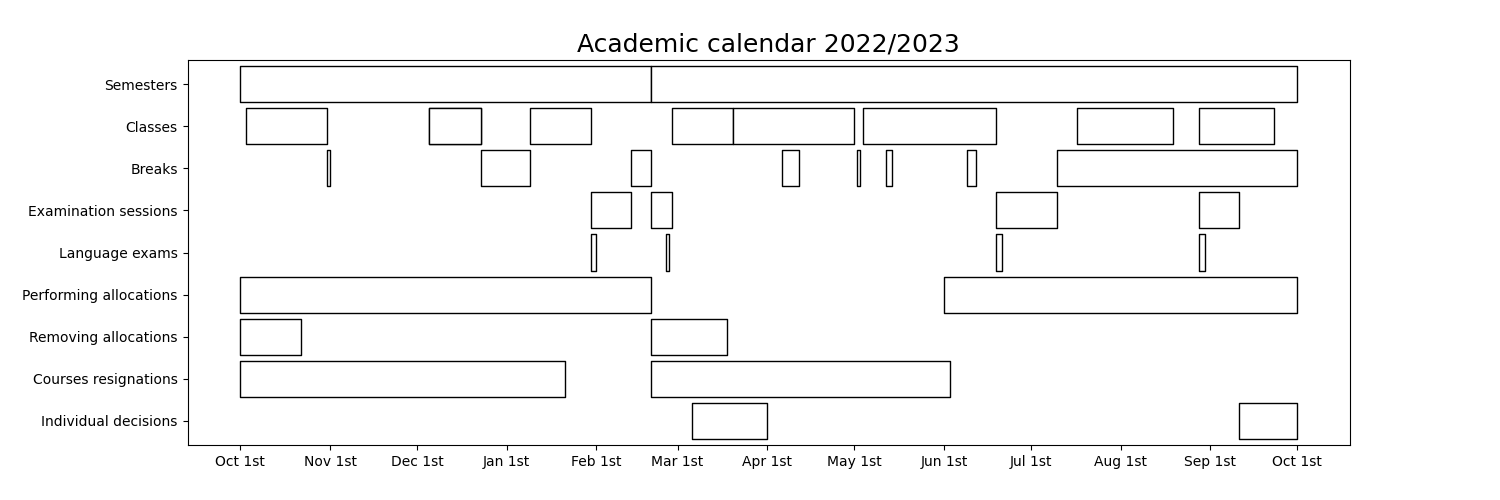 Academic calendar 2022/2023
Semesters
Classes
Breaks
Examination sessions
Language exams
Performing allocations
Removing allocations
Courses resignations
Individual decisions
Oct 1st Nov 1st Dec 1st Jan 1st Feb 1st Mar 1st Apr 1st May 1st Jun 1st Jul 1st Aug 1st Sep 1st Oct 1st